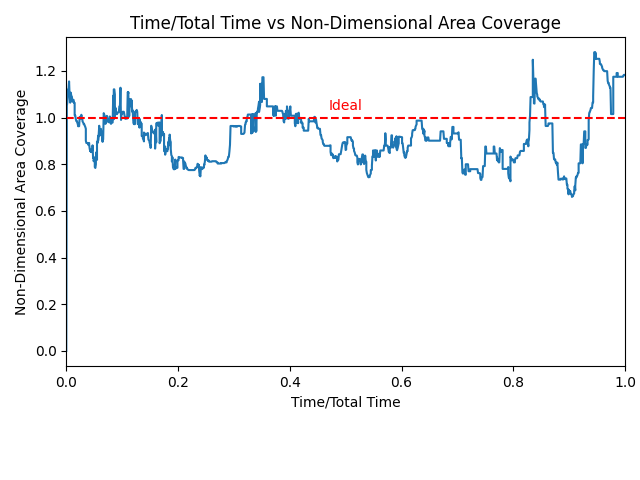 Time/Total Time vs Non-Dimensional Area Coverage
Non-Dimensional Area Coverage
1.2
1.0
0.8
0.6
0.4
0.2
0.0
Ideal
0.0 0.2 0.4 0.6 0.8 1.0
Time/Total Time